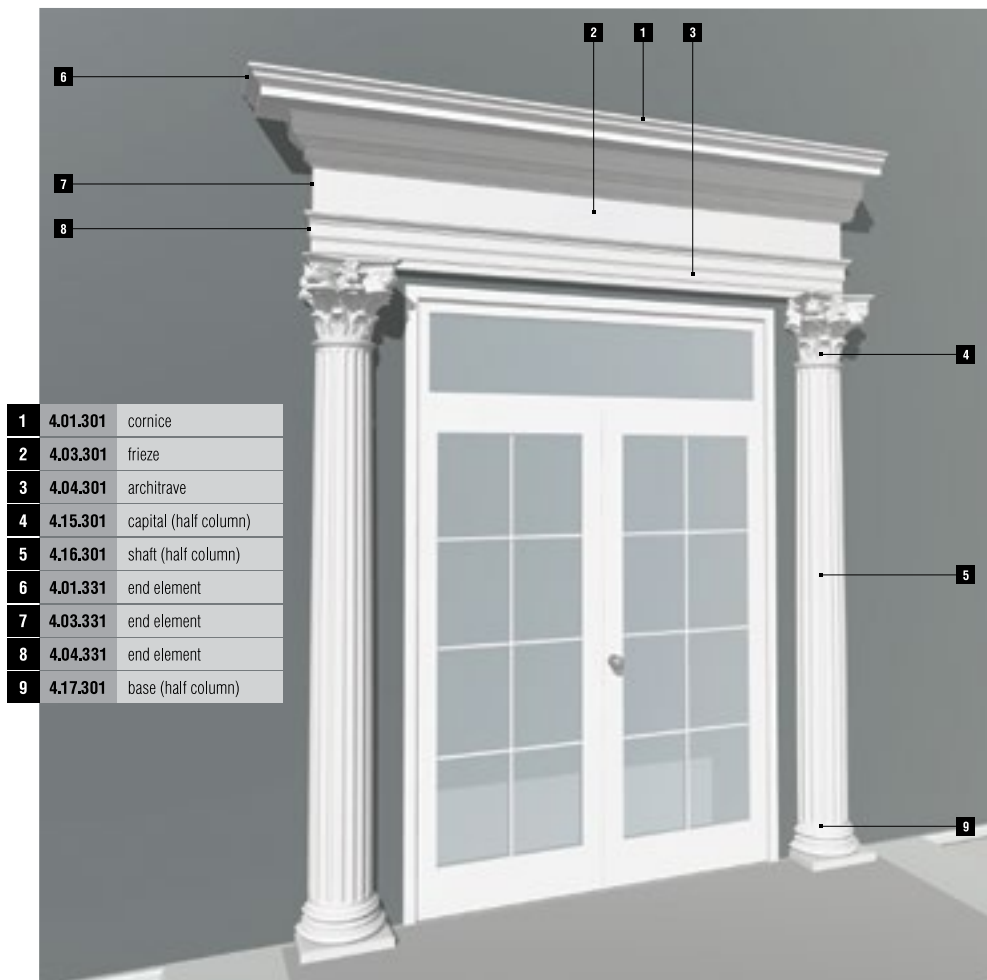 2 1 3
6
7
8
4
1 4.01.301 cornice
2 4.03.301 frieze
3 4.04.301 architrave
4 4.15.301 capital (half column)
5 4.16.301 shaft (half column)
6 4.01.331 end element
7 4.03.331 end element
8 4.04.331 end element
9 4.17.301 base (half column)
5
9